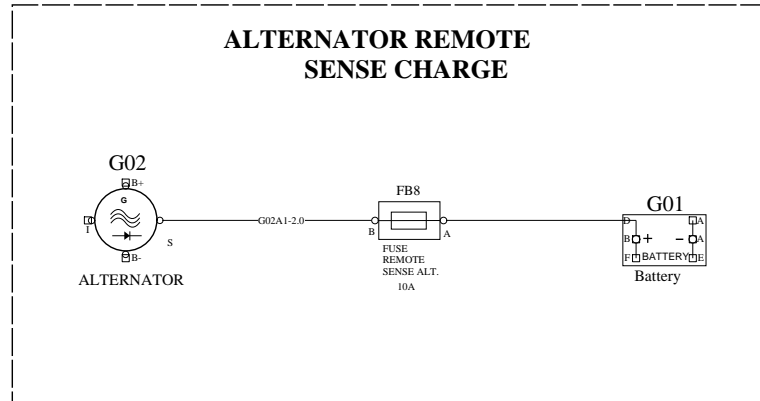 ALTERNATOR REMOTE
SENSE CHARGE
G02
B+
G
I
S
B-
ALTERNATOR
G02A1-2.0
FB8
B
A
FUSE
REMOTE
SENSE ALT.
10A
G01
D
A
B
+
-
A
F
BATTERY
E
Battery